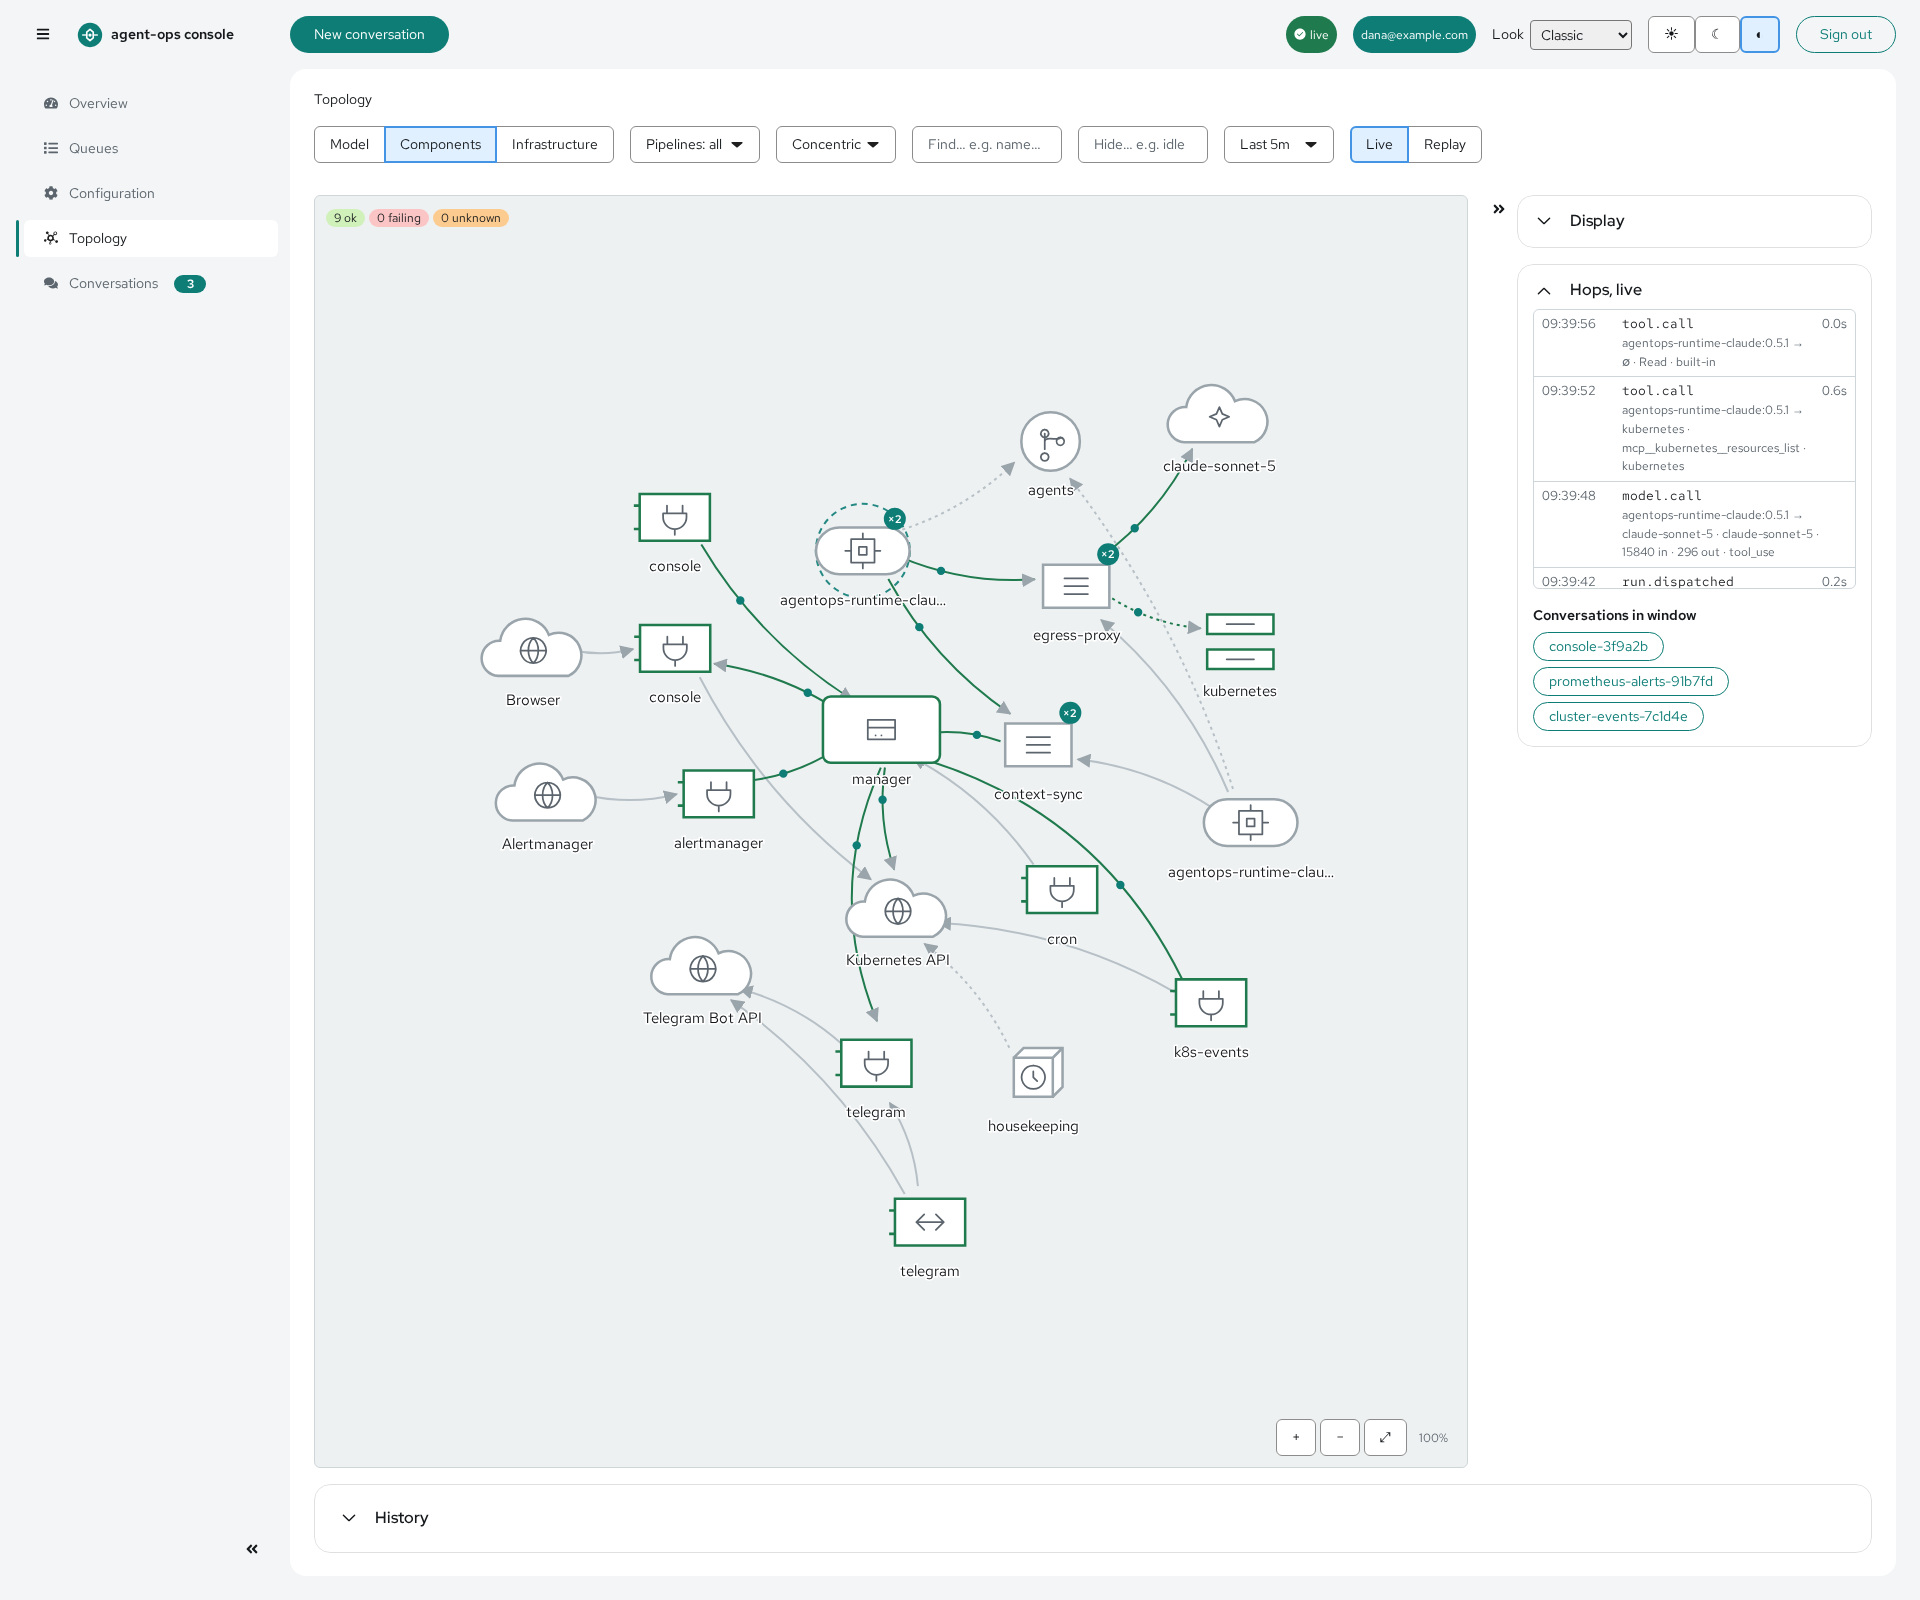 agent-ops console
New conversation
live
dana@example.com
Look
Classic
Sign out
Overview
Queues
Configuration
Topology
Conversations
3
Topology
Model
Components
Infrastructure
Pipelines: all
Concentric
Find... e.g. name...
Hide... e.g. idle
Last 5m
Live
Replay
9 ok
0 failing
0 unknown
claude-sonnet-5
agents
console
×2
agentops-runtime-clau...
×2
egress-proxy
kubernetes
Browser
console
×2
manager
context-sync
Alertmanager
alertmanager
agentops-runtime-clau...
cron
Kubernetes API
Telegram Bot API
k8s-events
telegram
housekeeping
telegram
+
−
100%
Display
Hops, live
09:39:56
tool.call
0.0s
agentops-runtime-claude:0.5.1 →
∅ · Read · built-in
09:39:52
tool.call
0.6s
agentops-runtime-claude:0.5.1 →
kubernetes ·
mcp__kubernetes__resources_list ·
kubernetes
09:39:48
model.call
agentops-runtime-claude:0.5.1 →
claude-sonnet-5 · claude-sonnet-5 ·
15840 in · 296 out · tool_use
09:39:42
run.dispatched
0.2s
Conversations in window
console-3f9a2b
prometheus-alerts-91b7fd
cluster-events-7c1d4e
History